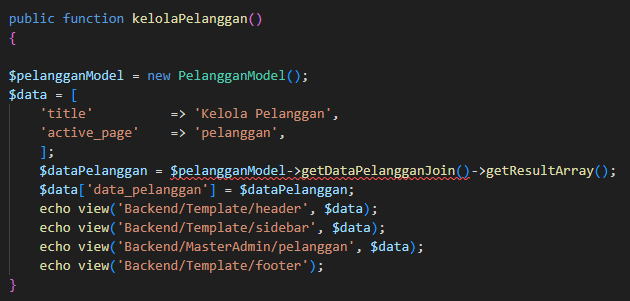 public function kelolaPelanggan()
{
$pelangganModel = new PelangganModel();
$data = [
    'title'          => 'Kelola Pelanggan',
    'active_page'    => 'pelanggan',
    ];
    $dataPelanggan = $pelangganModel->getDataPelangganJoin()->getResultArray();
    $data['data_pelanggan'] = $dataPelanggan;
    echo view('Backend/Template/header', $data);
    echo view('Backend/Template/sidebar', $data);
    echo view('Backend/MasterAdmin/pelanggan', $data);
    echo view('Backend/Template/footer');
}